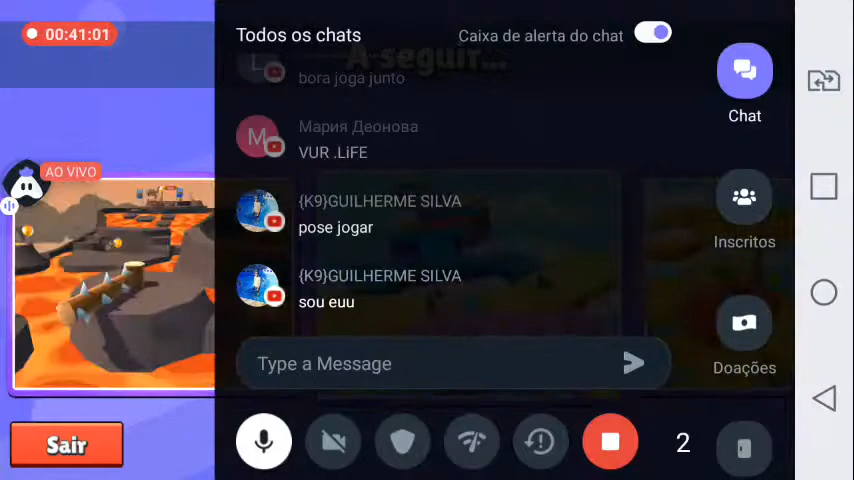 00:41:01
Todos os chats
Caixa de alerta do chat
A seguir...
bora joga junto
Chat
Мария Деонова
VUR .LiFE
AO VIVO
{K9}GUILHERME SILVA
pose jogar
Inscritos
{K9}GUILHERME SILVA
sou euu
Type a Message
Doações
Sair
2
L
M